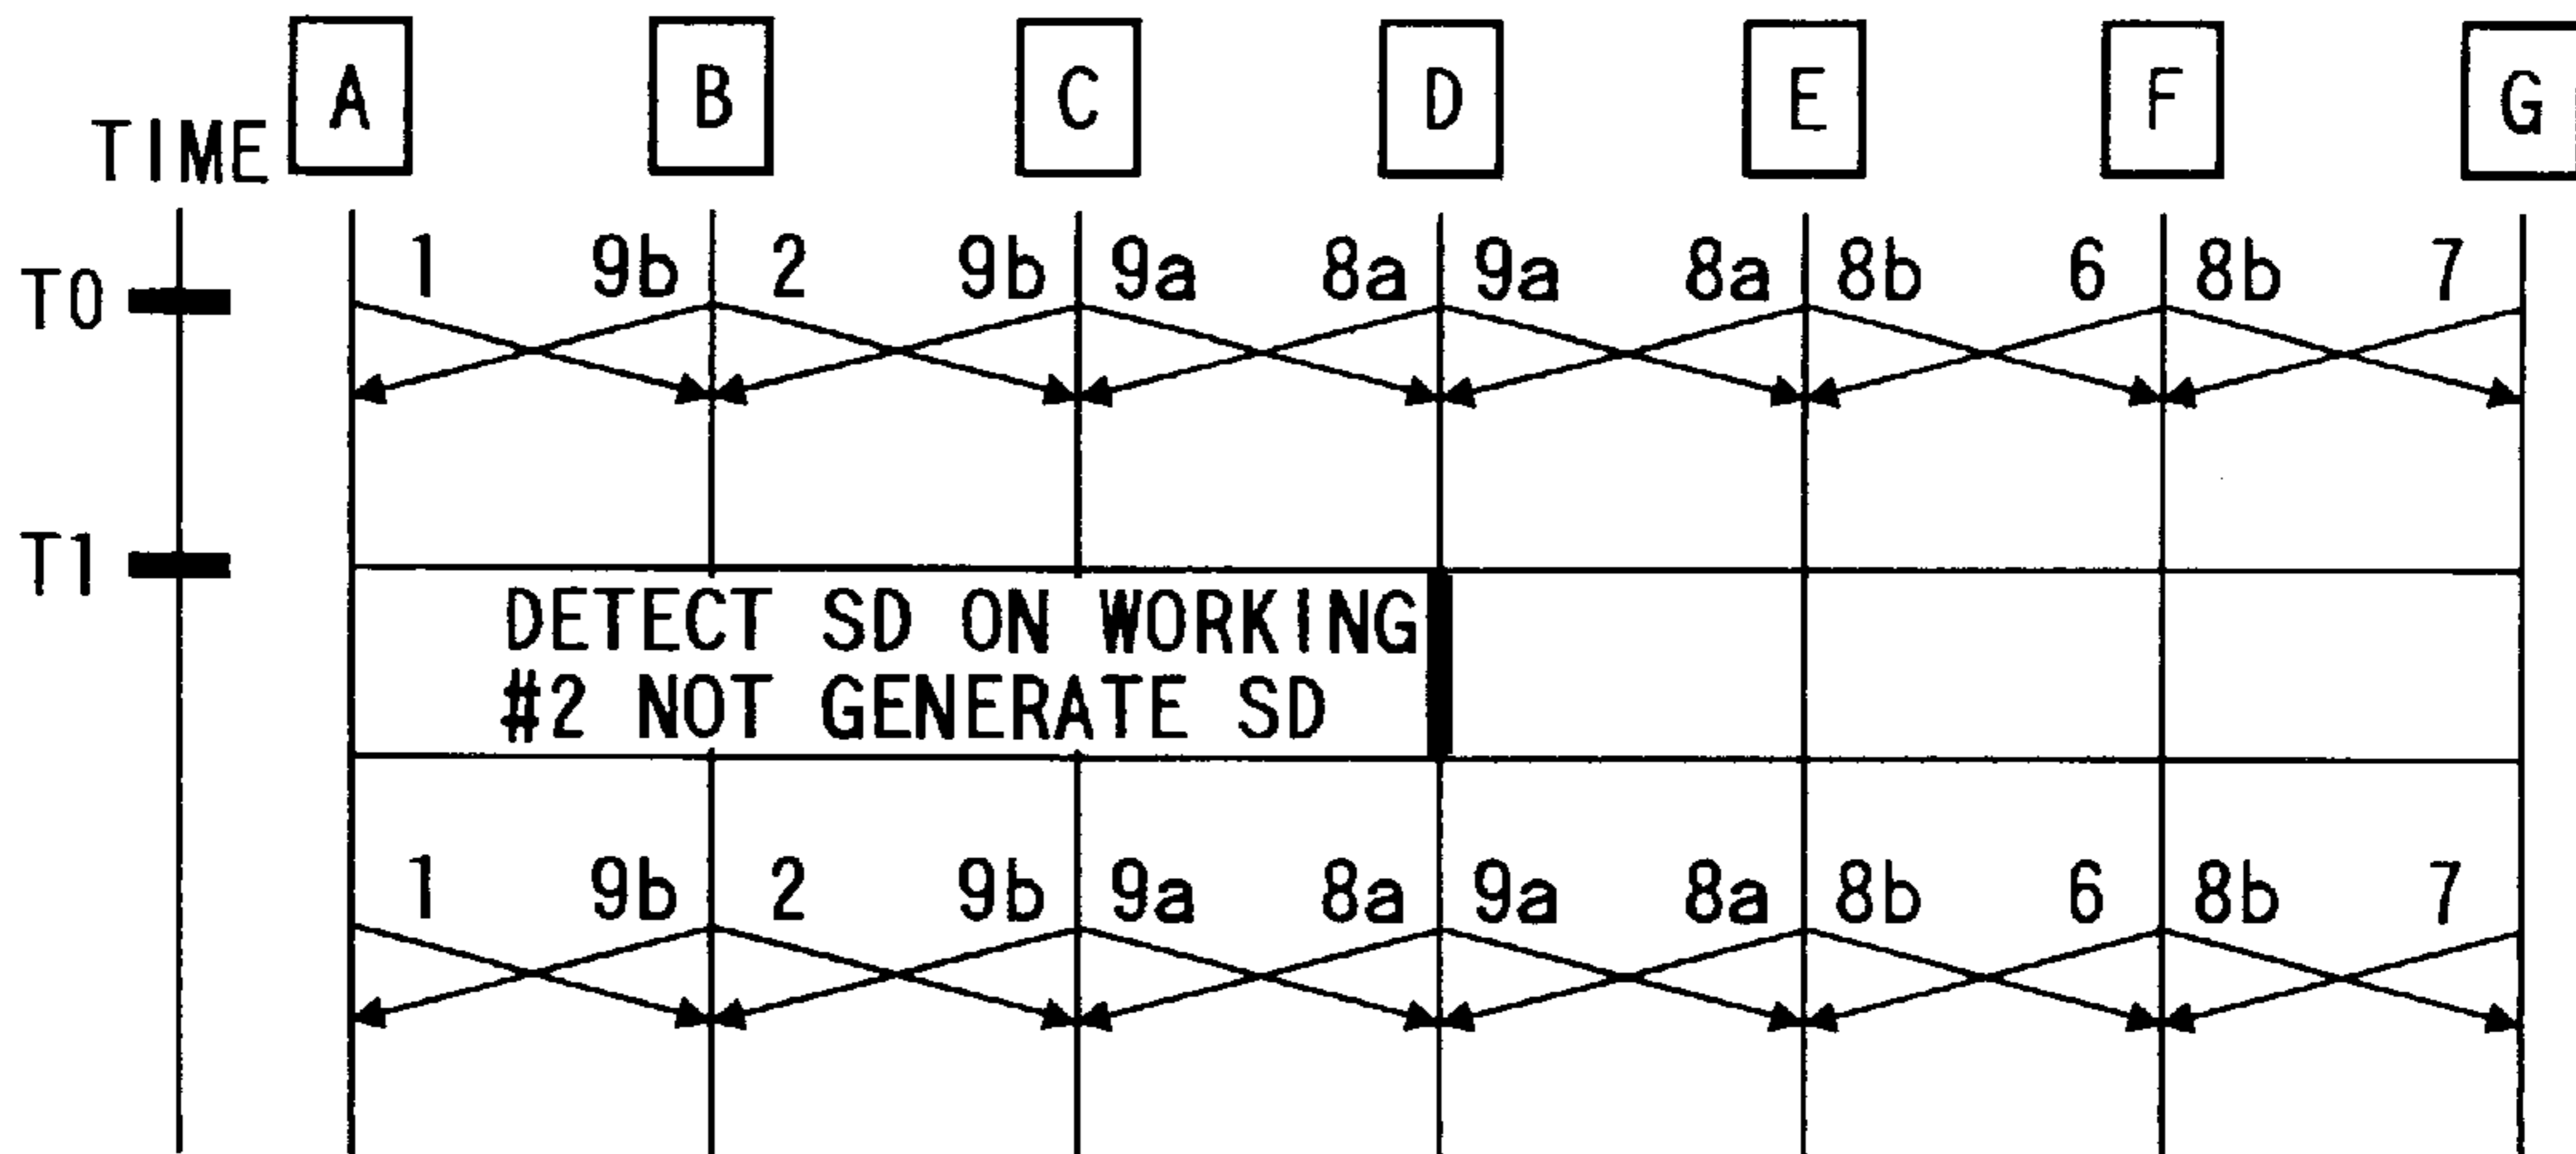 A B C D E F G
TIME
T0 1 9b 2 9b 9a 8a 9a 8a 8b 6 8b 7
T1
DETECT SD ON WORKING
#2 NOT GENERATE SD
1 9b 2 9b 9a 8a 9a 8a 8b 6 8b 7